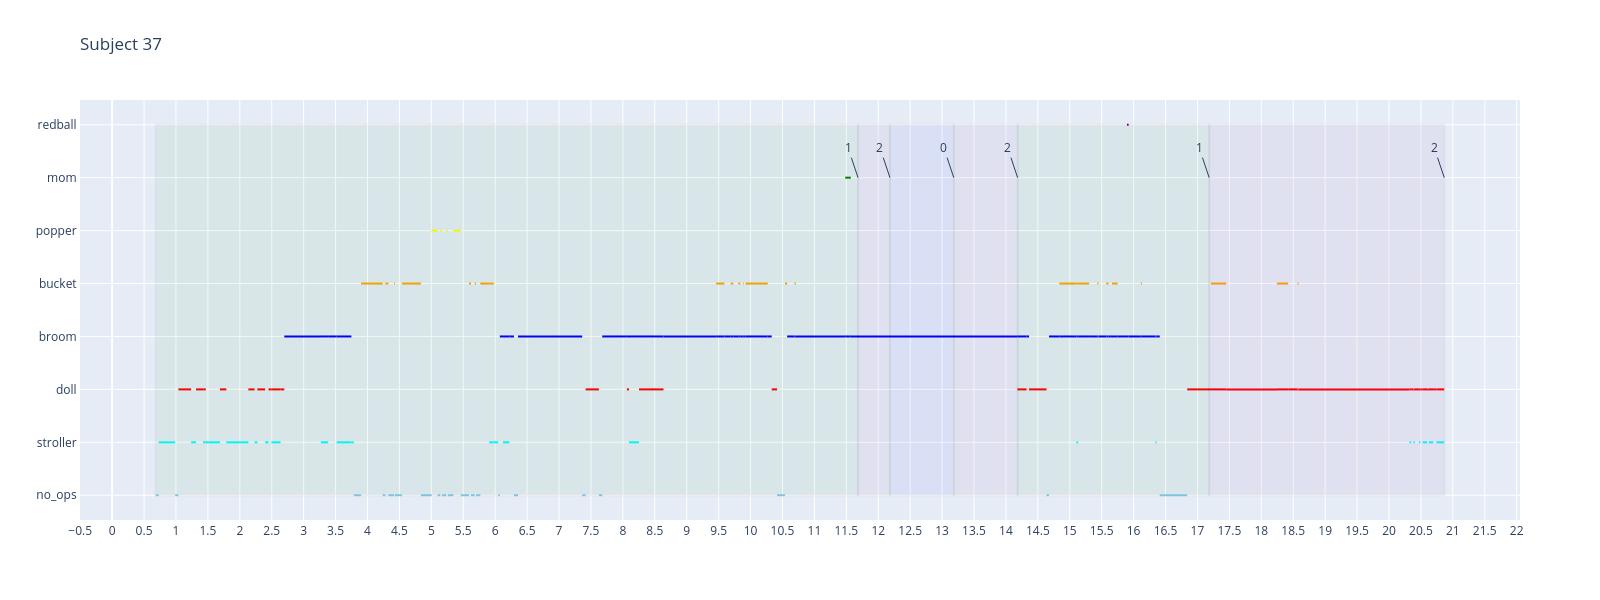 Subject 37
redball
1 2 0 2 1 2
mom
popper
bucket
broom
doll
stroller
no_ops
−0.5 0 0.5 1 1.5 2 2.5 3 3.5 4 4.5 5 5.5 6 6.5 7 7.5 8 8.5 9 9.5 10 10.5 11 11.5 12 12.5 13 13.5 14 14.5 15 15.5 16 16.5 17 17.5 18 18.5 19 19.5 20 20.5 21 21.5 22